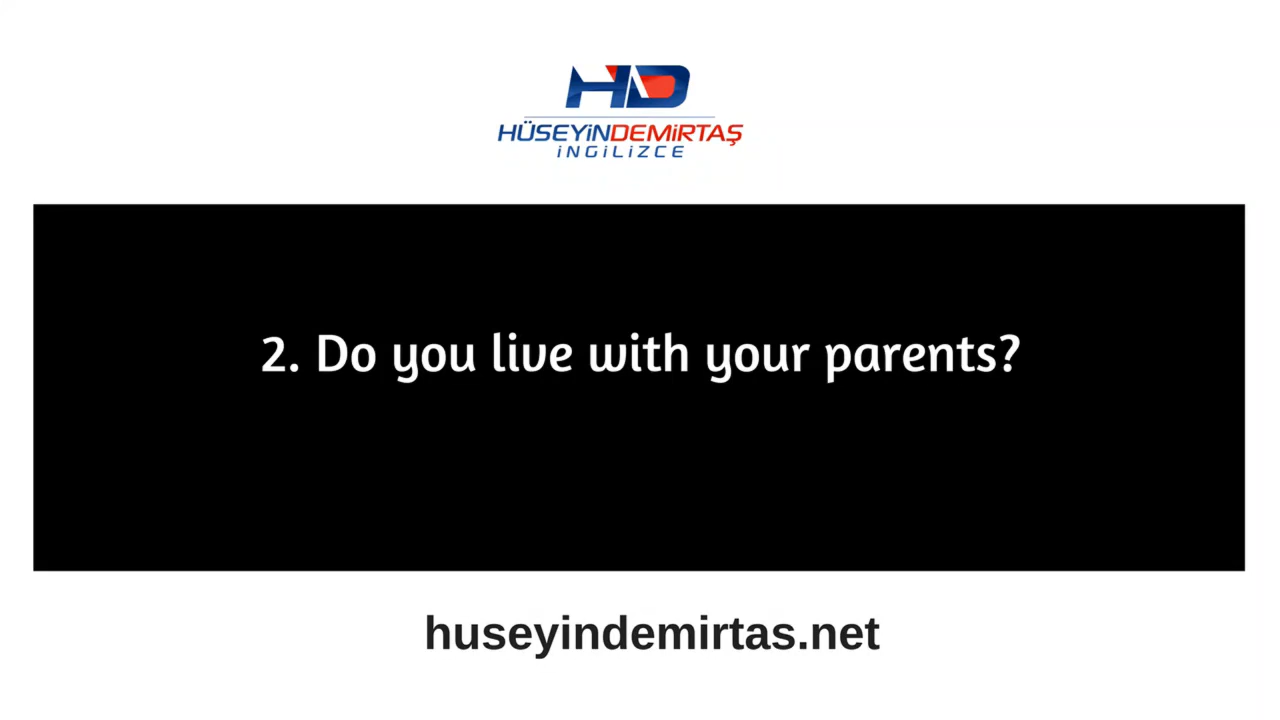 HD
HÜSEYİNDEMİRTAŞ
İNGİLİZCE
2. Do you live with your parents?
huseyindemirtas.net